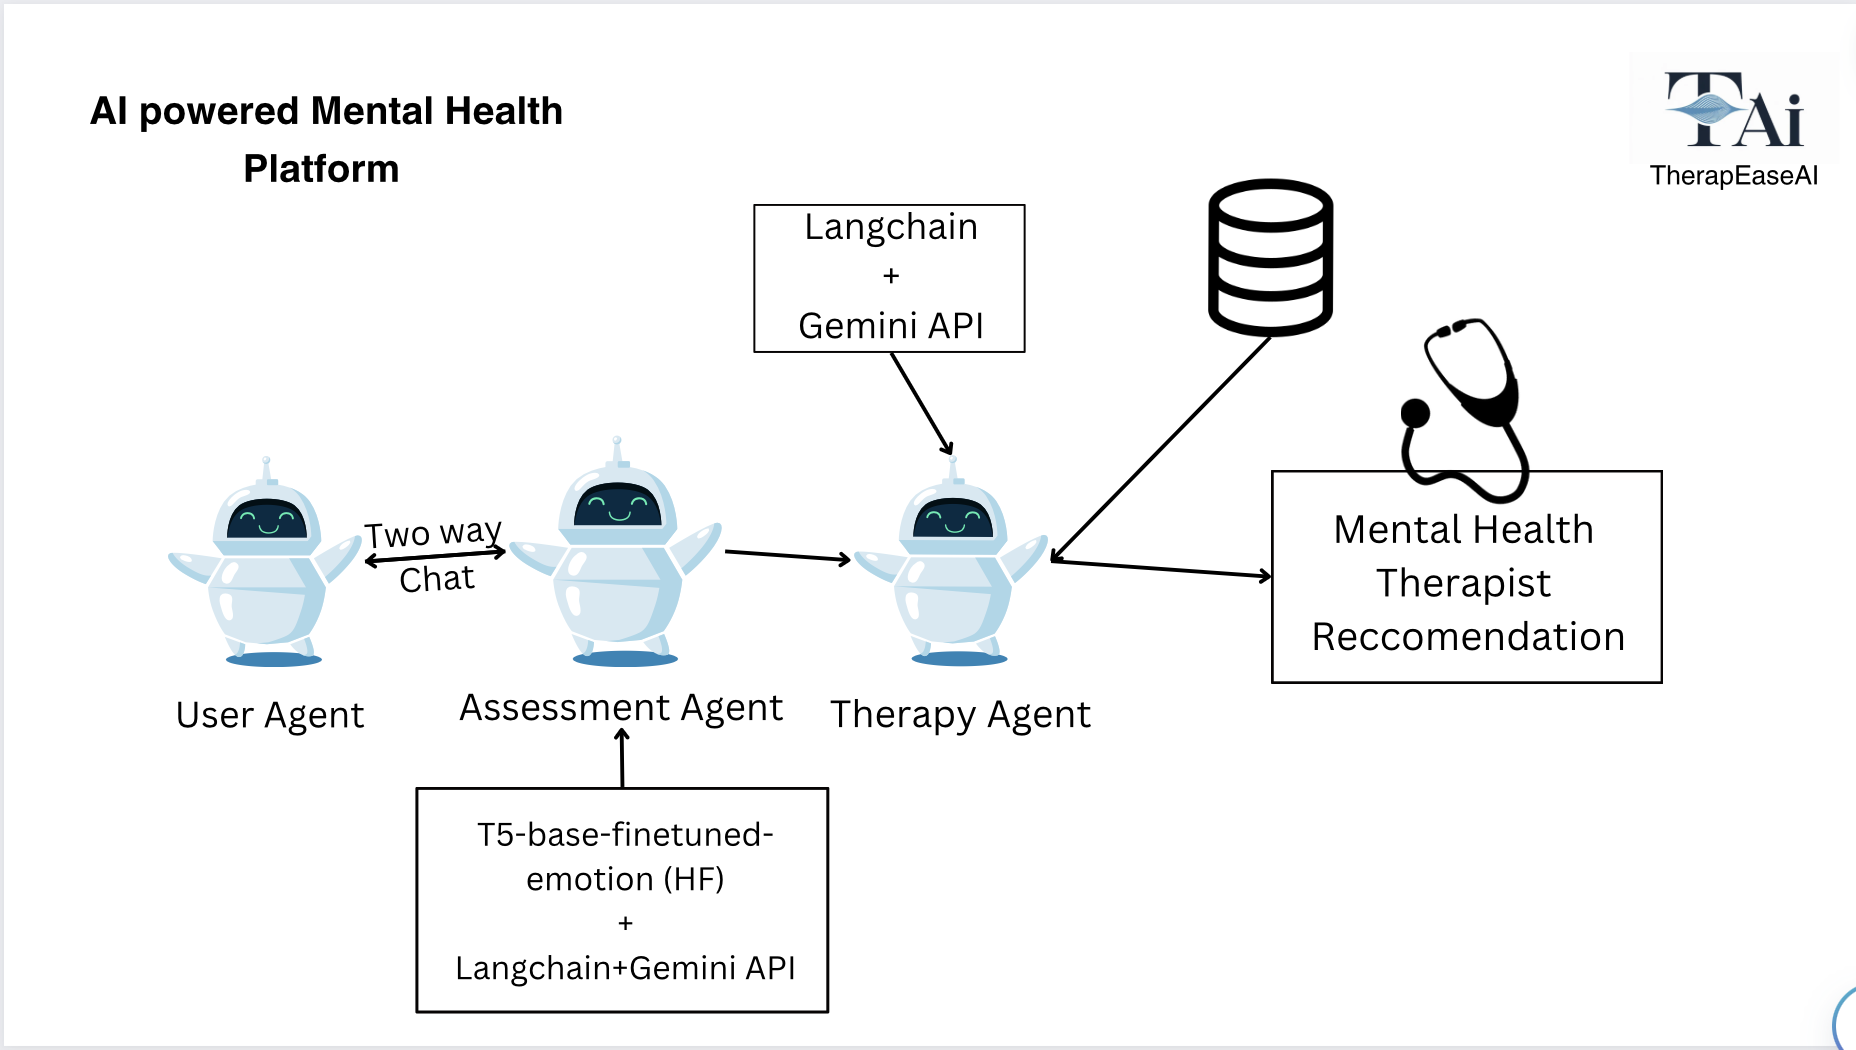 AI powered Mental Health
Platform
TAi
TherapEaseAI
Langchain
+
Gemini API
Two way
Chat
Mental Health
Therapist
Reccomendation
User Agent
Assessment Agent
Therapy Agent
T5-base-finetuned-
emotion (HF)
+
Langchain+Gemini API